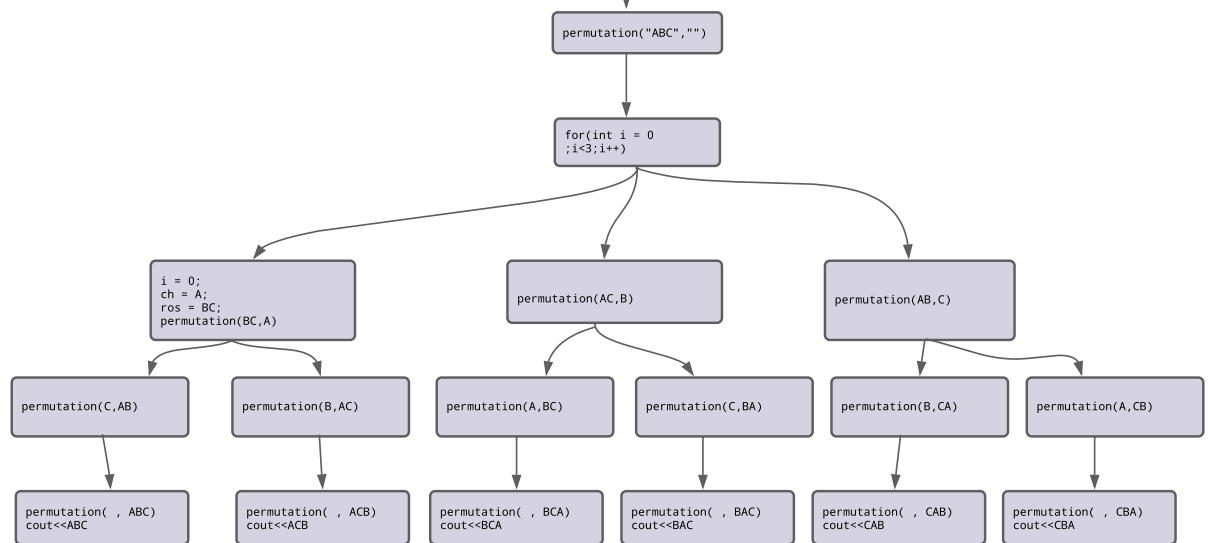 permutation("ABC","")
for(int i = 0
;i<3;i++)
i = 0;
ch = A;
ros = BC;
permutation(BC,A)
permutation(AC,B)
permutation(AB,C)
permutation(C,AB)
permutation(B,AC)
permutation(A,BC)
permutation(C,BA)
permutation(B,CA)
permutation(A,CB)
permutation( , ABC)
cout<<ABC
permutation( , ACB)
cout<<ACB
permutation( , BCA)
cout<<BCA
permutation( , BAC)
cout<<BAC
permutation( , CAB)
cout<<CAB
permutation( , CBA)
cout<<CBA